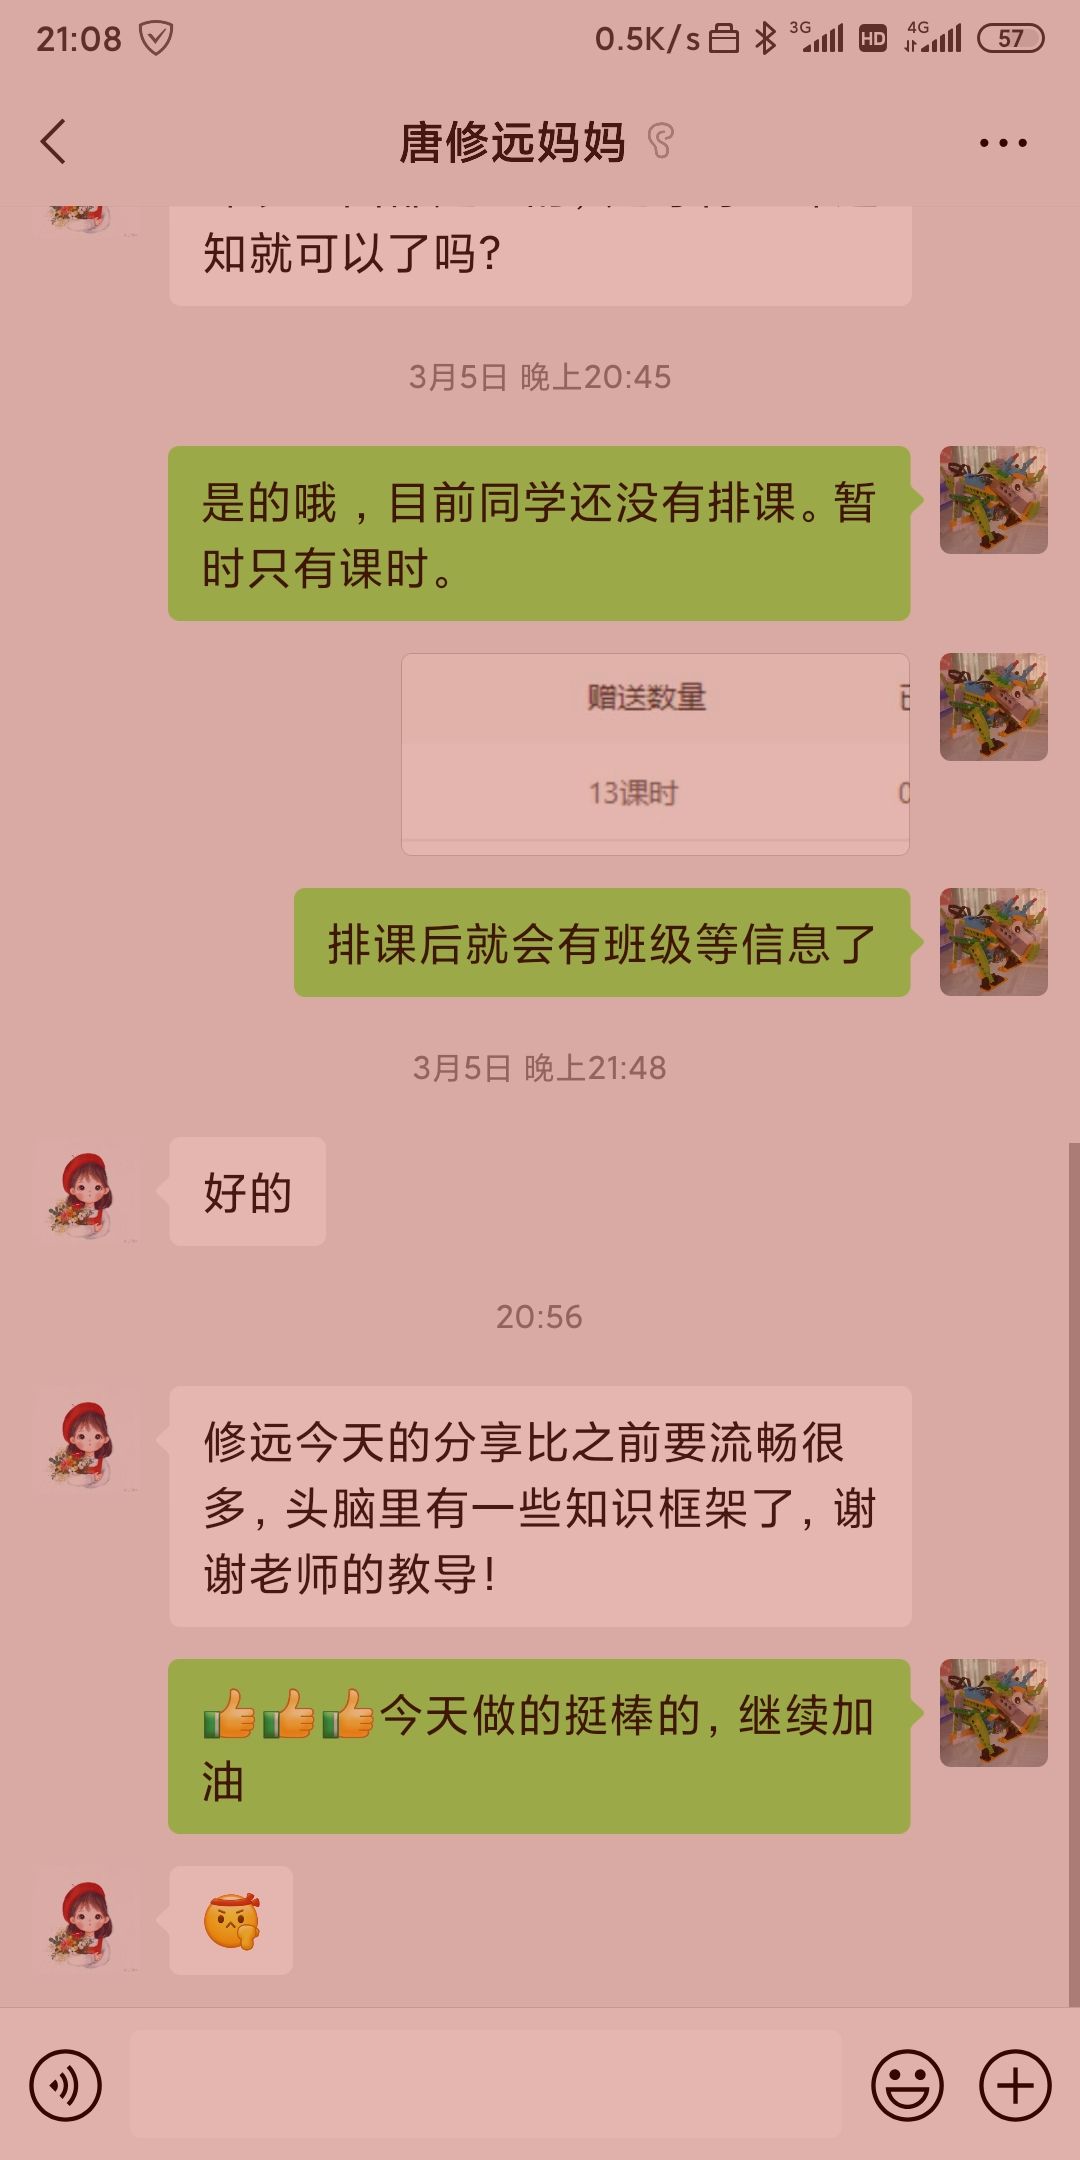 21:08
0.5K/s
3G
HD
4G
57
唐修远妈妈
知就可以了吗?
3月5日 晚上20:45
是的哦，目前同学还没有排课。暂
时只有课时。
赠送数量
13课时
排课后就会有班级等信息了
3月5日 晚上21:48
好的
20:56
修远今天的分享比之前要流畅很
多，头脑里有一些知识框架了，谢
谢老师的教导！
👍👍👍今天做的挺棒的，继续加
油